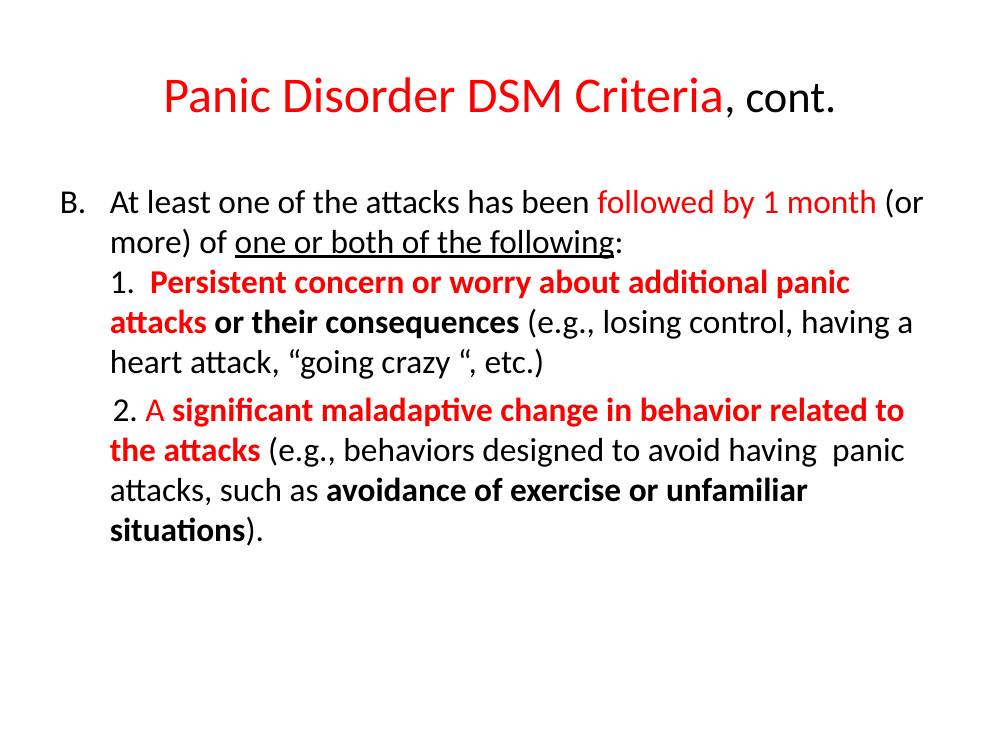 Panic Disorder DSM Criteria, cont.
B. At least one of the attacks has been followed by 1 month (or
more) of one or both of the following:
1. Persistent concern or worry about additional panic
attacks or their consequences (e.g., losing control, having a
heart attack, “going crazy “, etc.)
2. A significant maladaptive change in behavior related to
the attacks (e.g., behaviors designed to avoid having  panic
attacks, such as avoidance of exercise or unfamiliar
situations).